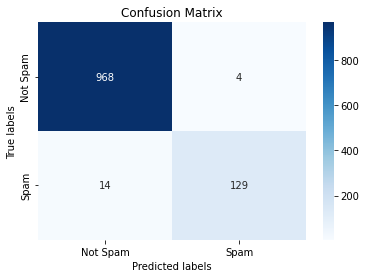 Confusion Matrix
True labels
Not Spam
Spam
968
4
14
129
Not Spam
Spam
Predicted labels
800
600
400
200